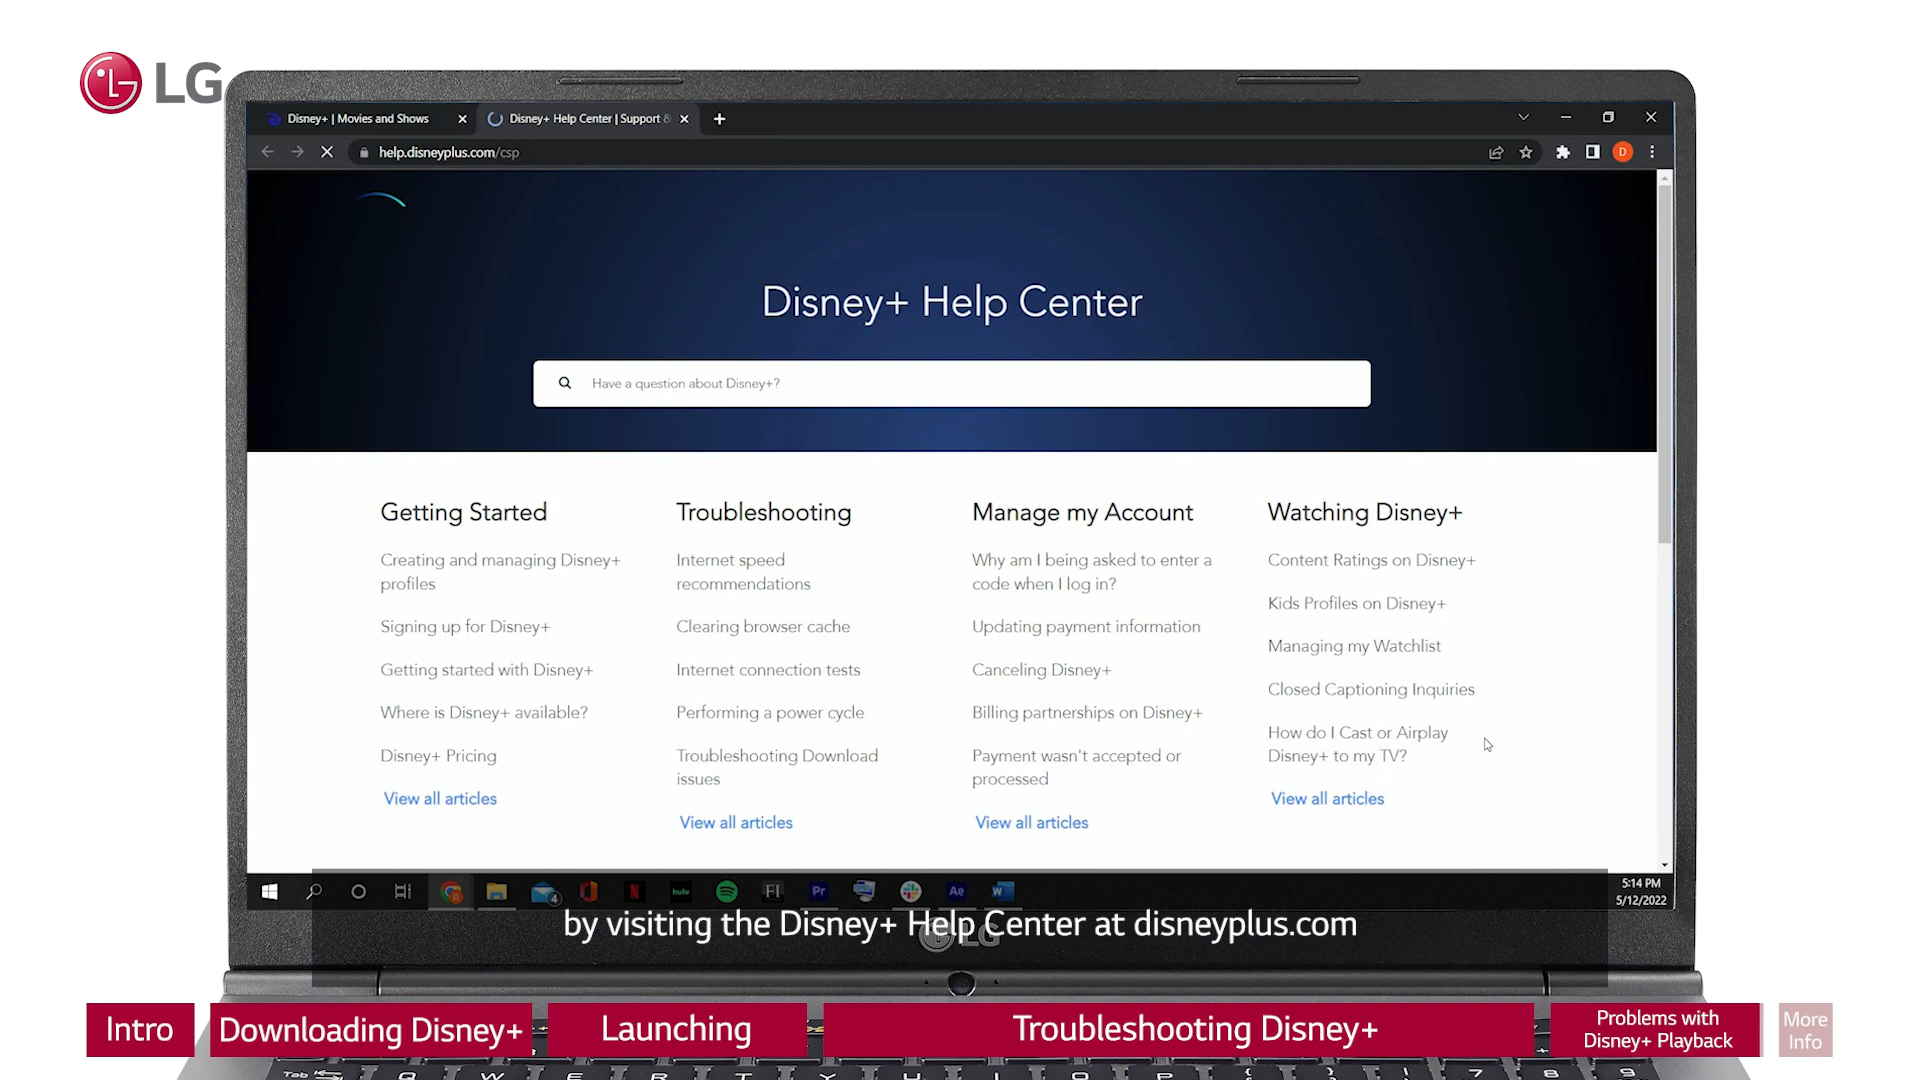 LG
Disney+ | Movies and Shows
Disney+ Help Center | Support &
help.disneyplus.com/csp
D
Disney+ Help Center
Have a question about Disney+?
Getting Started
Creating and managing Disney+
profiles
Signing up for Disney+
Getting started with Disney+
Where is Disney+ available?
Disney+ Pricing
View all articles
Troubleshooting
Internet speed
recommendations
Clearing browser cache
Internet connection tests
Performing a power cycle
Troubleshooting Download
issues
View all articles
Manage my Account
Why am I being asked to enter a
code when I log in?
Updating payment information
Canceling Disney+
Billing partnerships on Disney+
Payment wasn't accepted or
processed
View all articles
Watching Disney+
Content Ratings on Disney+
Kids Profiles on Disney+
Managing my Watchlist
Closed Captioning Inquiries
How do I Cast or Airplay
Disney+ to my TV?
View all articles
4
N
hulu
Pr
Ae
W
5:14 PM
5/12/2022
by visiting the Disney+ Help Center at disneyplus.com
LG
Intro
Downloading Disney+
Launching
Troubleshooting Disney+
Problems with
Disney+ Playback
More
Info
Tab